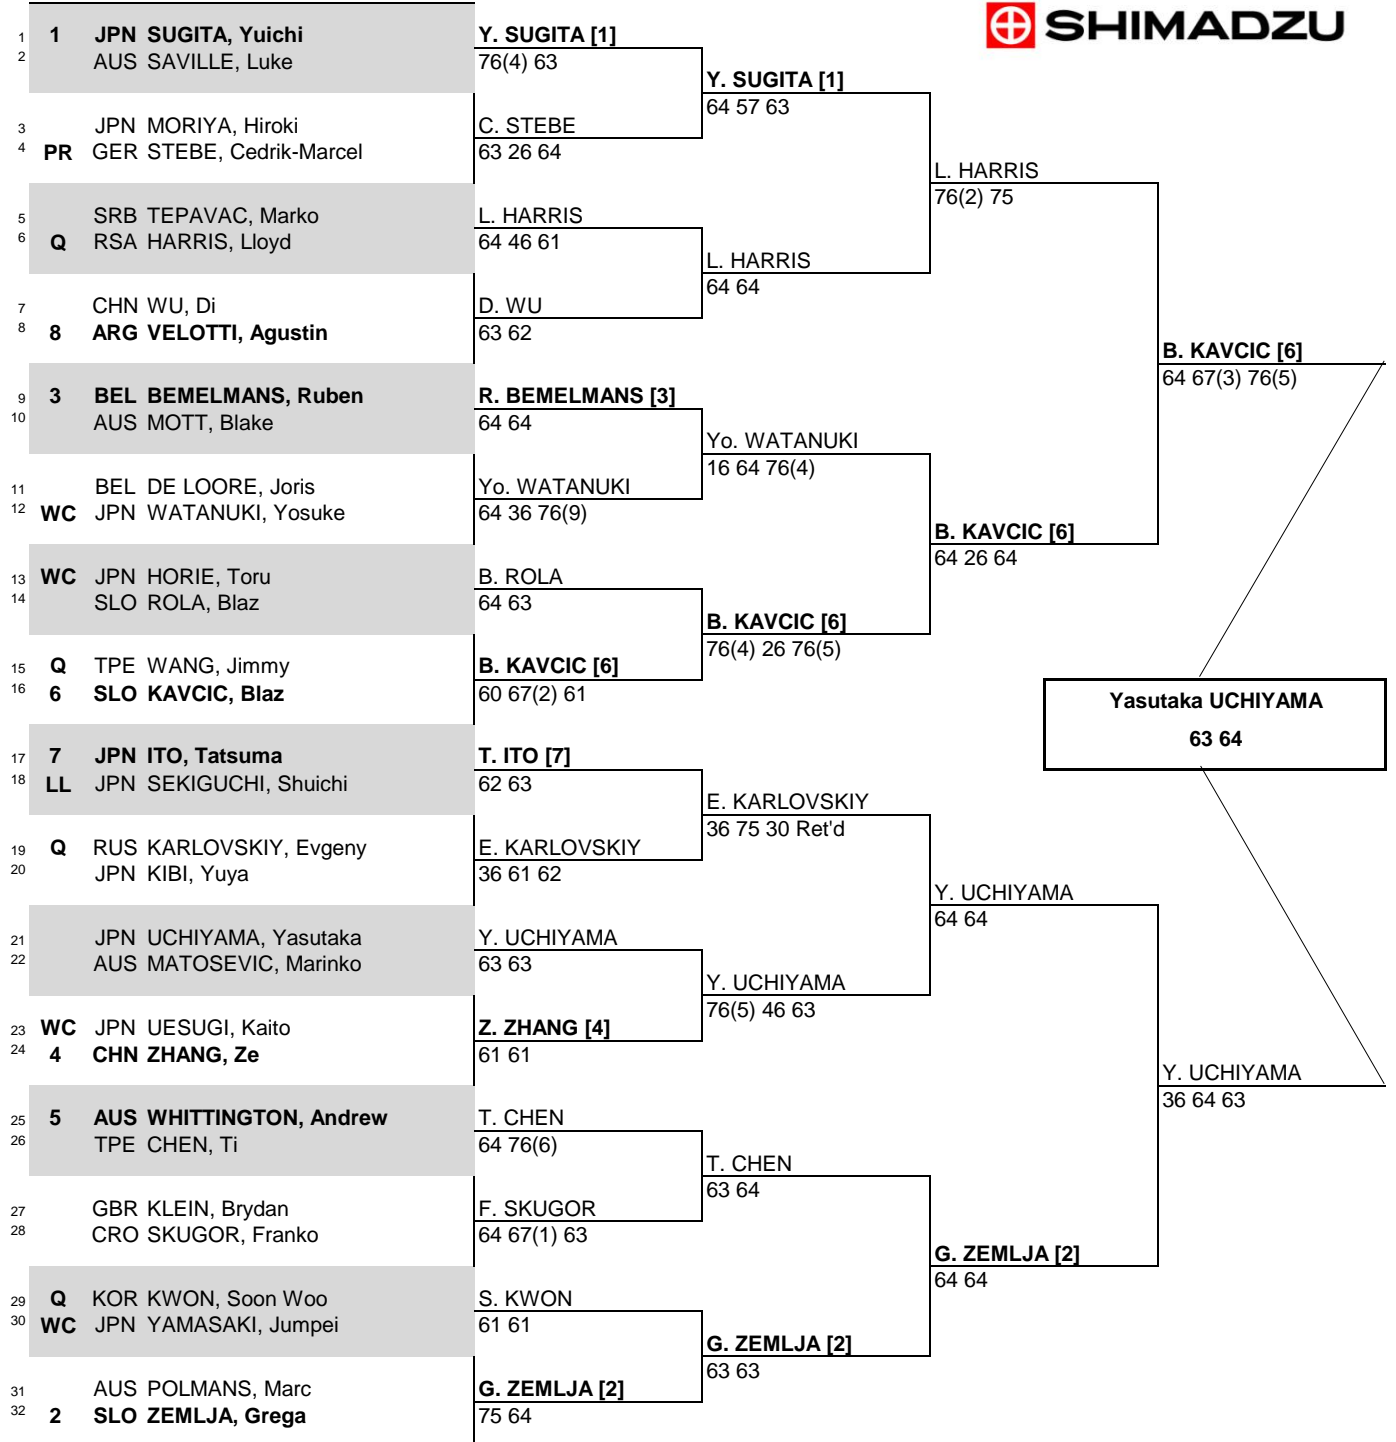 SHIMADZU
1 1 JPN SUGITA, Yuichi
2 AUS SAVILLE, Luke
3 JPN MORIYA, Hiroki
4 PR GER STEBE, Cedrik-Marcel
5 SRB TEPAVAC, Marko
6 Q RSA HARRIS, Lloyd
7 CHN WU, Di
8 8 ARG VELOTTI, Agustin
9 3 BEL BEMELMANS, Ruben
10 AUS MOTT, Blake
11 BEL DE LOORE, Joris
12 WC JPN WATANUKI, Yosuke
13 WC JPN HORIE, Toru
14 SLO ROLA, Blaz
15 Q TPE WANG, Jimmy
16 6 SLO KAVCIC, Blaz
17 7 JPN ITO, Tatsuma
18 LL JPN SEKIGUCHI, Shuichi
19 Q RUS KARLOVSKIY, Evgeny
20 JPN KIBI, Yuya
21 JPN UCHIYAMA, Yasutaka
22 AUS MATOSEVIC, Marinko
23 WC JPN UESUGI, Kaito
24 4 CHN ZHANG, Ze
25 5 AUS WHITTINGTON, Andrew
26 TPE CHEN, Ti
27 GBR KLEIN, Brydan
28 CRO SKUGOR, Franko
29 Q KOR KWON, Soon Woo
30 WC JPN YAMASAKI, Jumpei
31 AUS POLMANS, Marc
32 2 SLO ZEMLJA, Grega
Y. SUGITA [1]
76(4) 63
C. STEBE
63 26 64
L. HARRIS
64 46 61
D. WU
63 62
R. BEMELMANS [3]
64 64
Yo. WATANUKI
64 36 76(9)
B. ROLA
64 63
B. KAVCIC [6]
60 67(2) 61
T. ITO [7]
62 63
E. KARLOVSKIY
36 61 62
Y. UCHIYAMA
63 63
Z. ZHANG [4]
61 61
T. CHEN
64 76(6)
F. SKUGOR
64 67(1) 63
S. KWON
61 61
G. ZEMLJA [2]
75 64
Y. SUGITA [1]
64 57 63
L. HARRIS
64 64
Yo. WATANUKI
16 64 76(4)
B. KAVCIC [6]
76(4) 26 76(5)
E. KARLOVSKIY
36 75 30 Ret'd
Y. UCHIYAMA
76(5) 46 63
T. CHEN
63 64
G. ZEMLJA [2]
63 63
L. HARRIS
76(2) 75
B. KAVCIC [6]
64 26 64
Y. UCHIYAMA
64 64
G. ZEMLJA [2]
64 64
B. KAVCIC [6]
64 67(3) 76(5)
Y. UCHIYAMA
36 64 63
Yasutaka UCHIYAMA
63 64